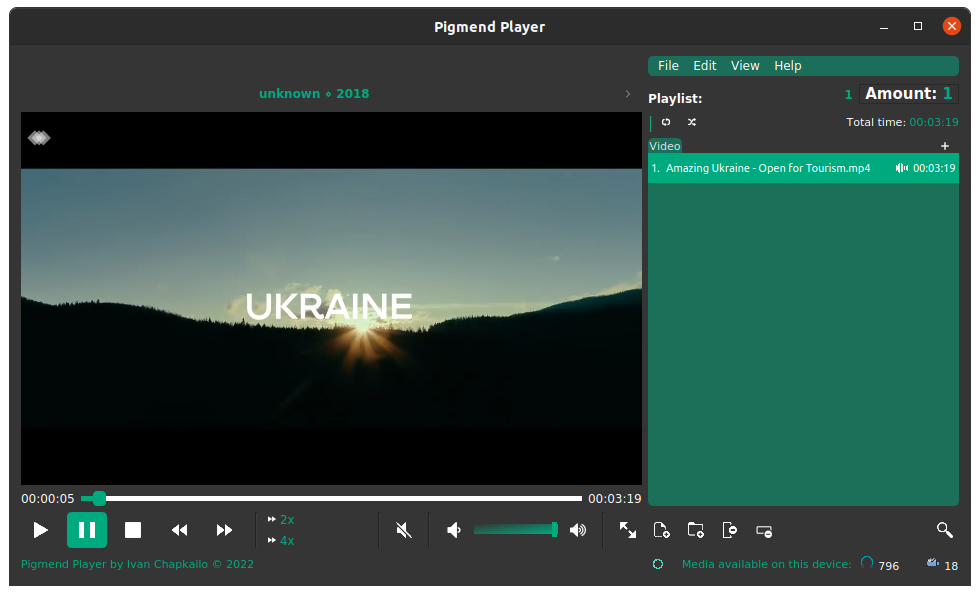 Pigmend Player
File Edit View Help
unknown ⋄ 2018
Playlist:
1 Amount: 1
Total time: 00:03:19
Video +
1. Amazing Ukraine - Open for Tourism.mp4 00:03:19
UKRAINE
00:00:05 00:03:19
2x
4x
Pigmend Player by Ivan Chapkailo © 2022
Media available on this device: 796 18